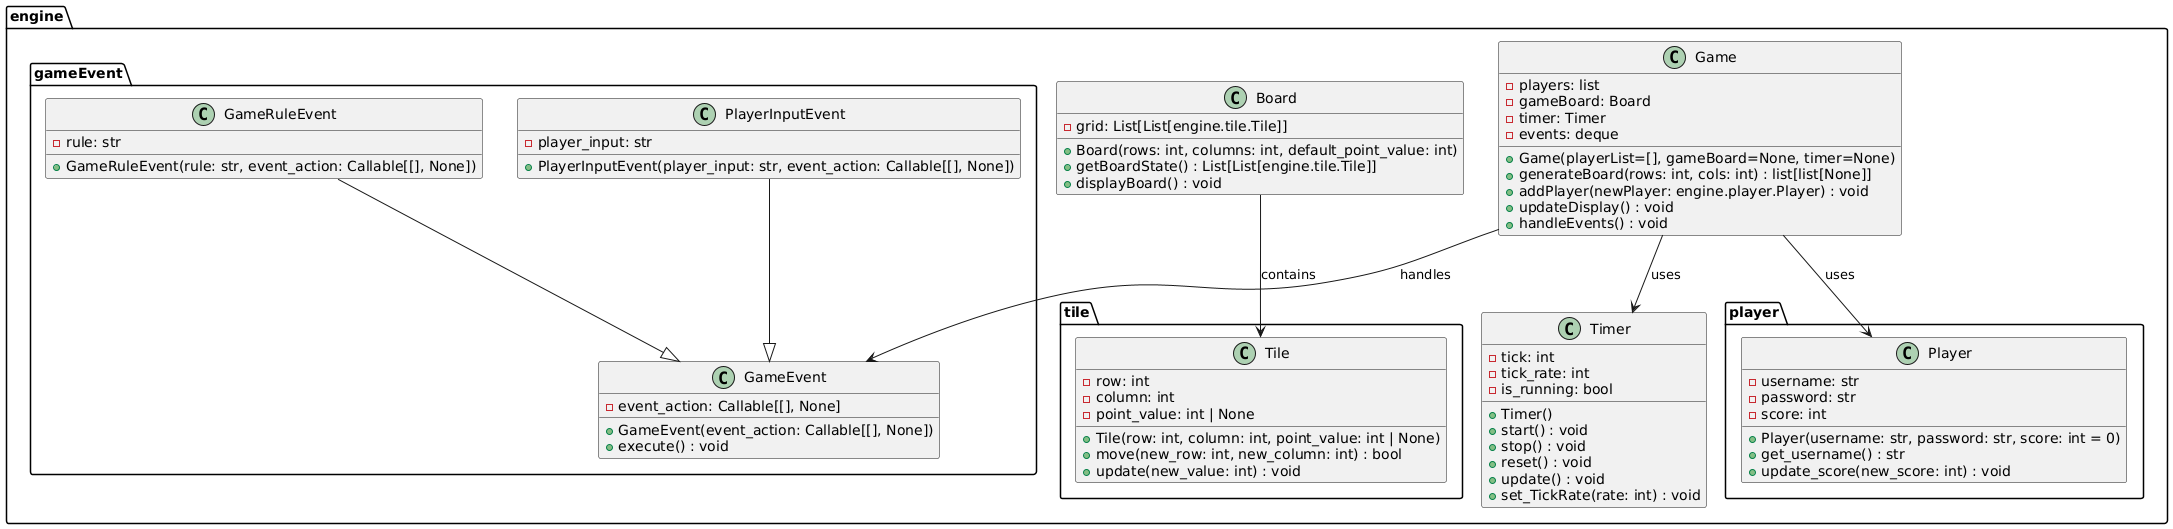 engine
gameEvent
C GameRuleEvent
rule: str
GameRuleEvent(rule: str, event_action: Callable[[], None])
C PlayerInputEvent
player_input: str
PlayerInputEvent(player_input: str, event_action: Callable[[], None])
C GameEvent
event_action: Callable[[], None]
GameEvent(event_action: Callable[[], None])
execute() : void
C Board
grid: List[List[engine.tile.Tile]]
Board(rows: int, columns: int, default_point_value: int)
getBoardState() : List[List[engine.tile.Tile]]
displayBoard() : void
C Game
players: list
gameBoard: Board
timer: Timer
events: deque
Game(playerList=[], gameBoard=None, timer=None)
generateBoard(rows: int, cols: int) : list[list[None]]
addPlayer(newPlayer: engine.player.Player) : void
updateDisplay() : void
handleEvents() : void
contains
handles
uses
uses
tile
C Tile
row: int
column: int
point_value: int | None
Tile(row: int, column: int, point_value: int | None)
move(new_row: int, new_column: int) : bool
update(new_value: int) : void
C Timer
tick: int
tick_rate: int
is_running: bool
Timer()
start() : void
stop() : void
reset() : void
update() : void
set_TickRate(rate: int) : void
player
C Player
username: str
password: str
score: int
Player(username: str, password: str, score: int = 0)
get_username() : str
update_score(new_score: int) : void